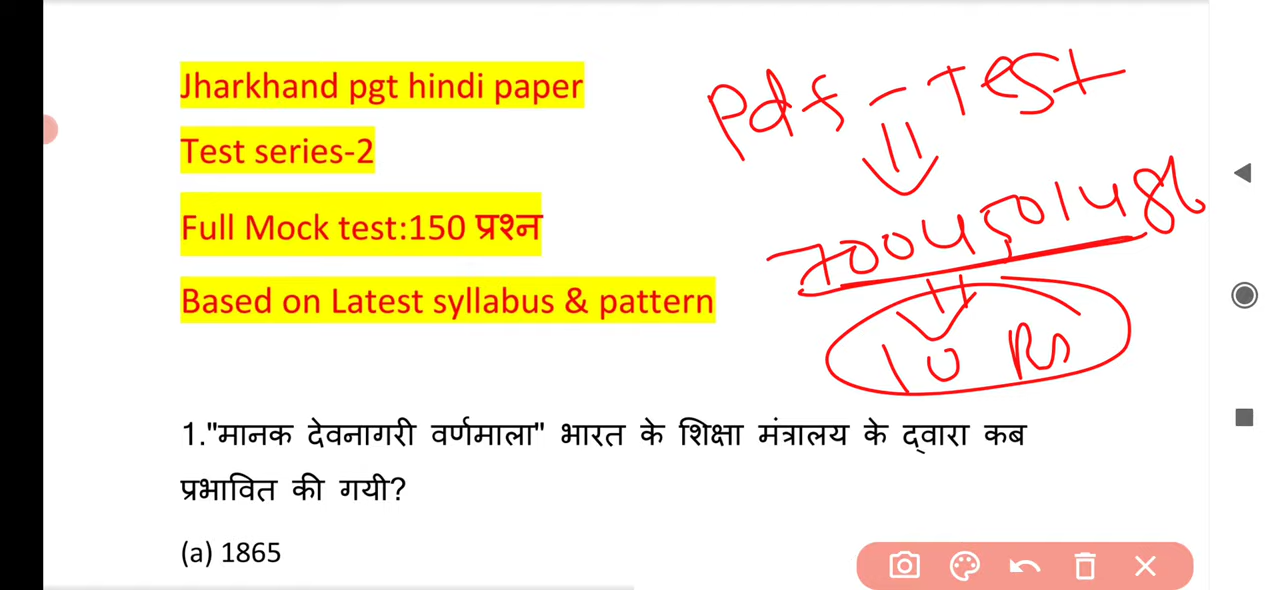 Jharkhand pgt hindi paper
Test series-2
Full Mock test:150 प्रश्न
Based on Latest syllabus & pattern
Pdf - Test
7004501486
10 Rs
1."मानक देवनागरी वर्णमाला" भारत के शिक्षा मंत्रालय के द्वारा कब
प्रभावित की गयी?
(a) 1865